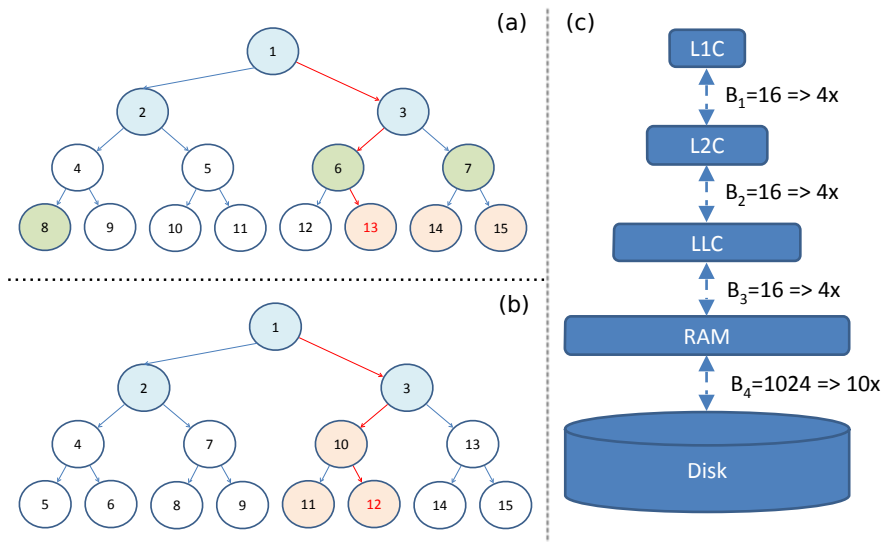 (a)
1
2
3
4
5
6
7
8
9
10
11
12
13
14
15
(b)
1
2
3
4
7
10
13
5
6
8
9
11
12
14
15
(c)
L1C
B1=16 => 4x
L2C
B2=16 => 4x
LLC
B3=16 => 4x
RAM
B4=1024 => 10x
Disk